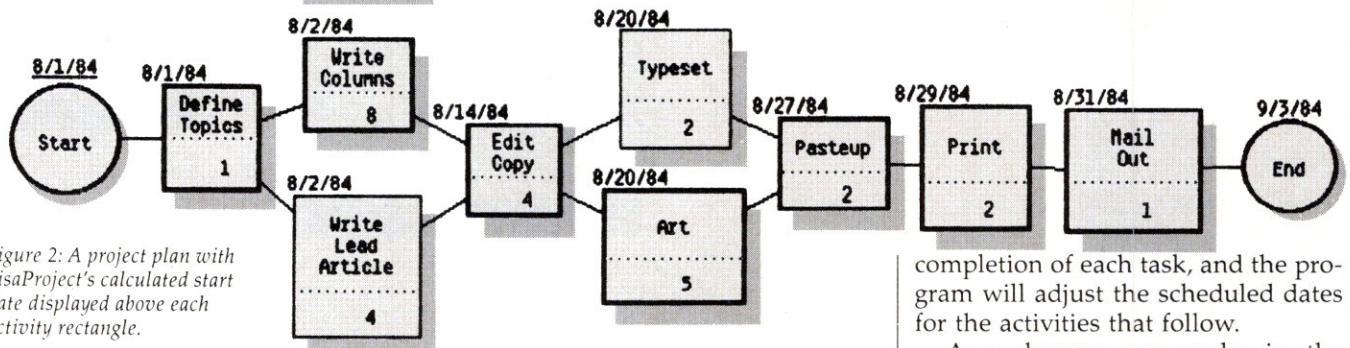 8/1/84
Start
8/1/84
Define
Topics
1
8/2/84
Write
Columns
8
8/2/84
Write
Lead
Article
4
8/14/84
Edit
Copy
4
8/20/84
Typeset
2
8/20/84
Art
5
8/27/84
Pasteup
2
8/29/84
Print
2
8/31/84
Mail
Out
1
9/3/84
End
igure 2: A project plan with
isaProject's calculated start
ate displayed above each
ctivity rectangle.
completion of each task, and the pro-
gram will adjust the scheduled dates
for the activities that follow.